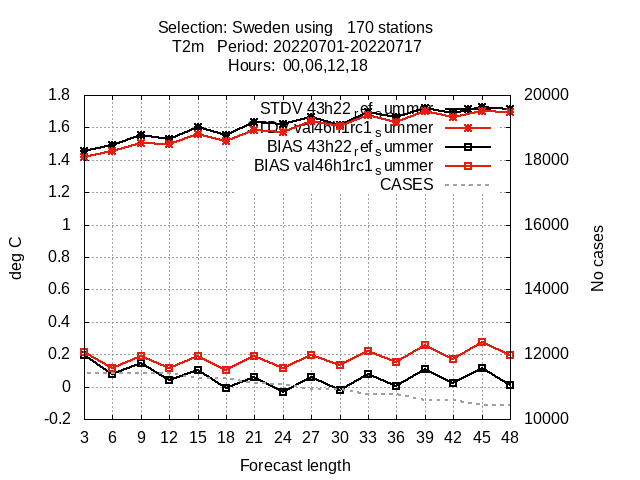 Selection: Sweden using 170 stations
T2m Period: 20220701-20220717
Hours: 00,06,12,18
1.8
1.6
1.4
1.2
1
0.8
0.6
0.4
0.2
0
-0.2
deg C
STDV 43h22_ref_summer
val46h1rc1_summer
BIAS 43h22_ref_summer
BIAS val46h1rc1_summer
CASES
20000
18000
16000
14000
12000
10000
No cases
3 6 9 12 15 18 21 24 27 30 33 36 39 42 45 48
Forecast length